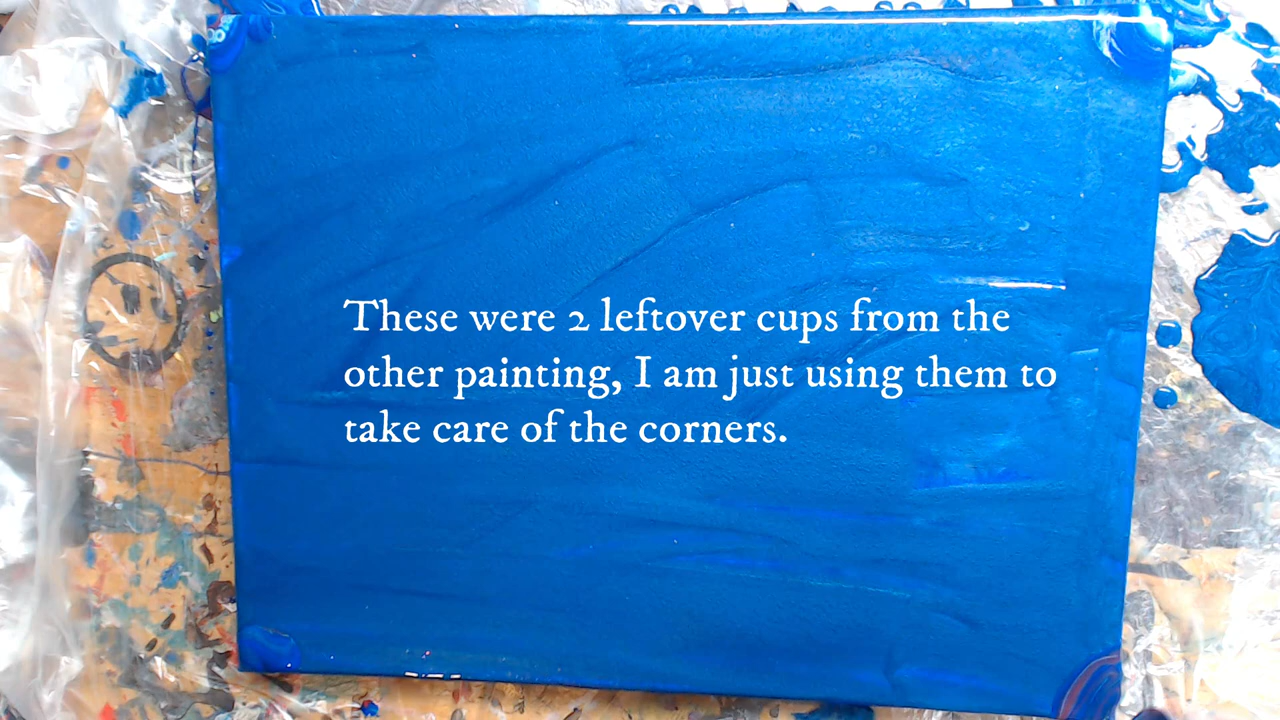 These were 2 leftover cups from the
other painting, I am just using them to
take care of the corners.